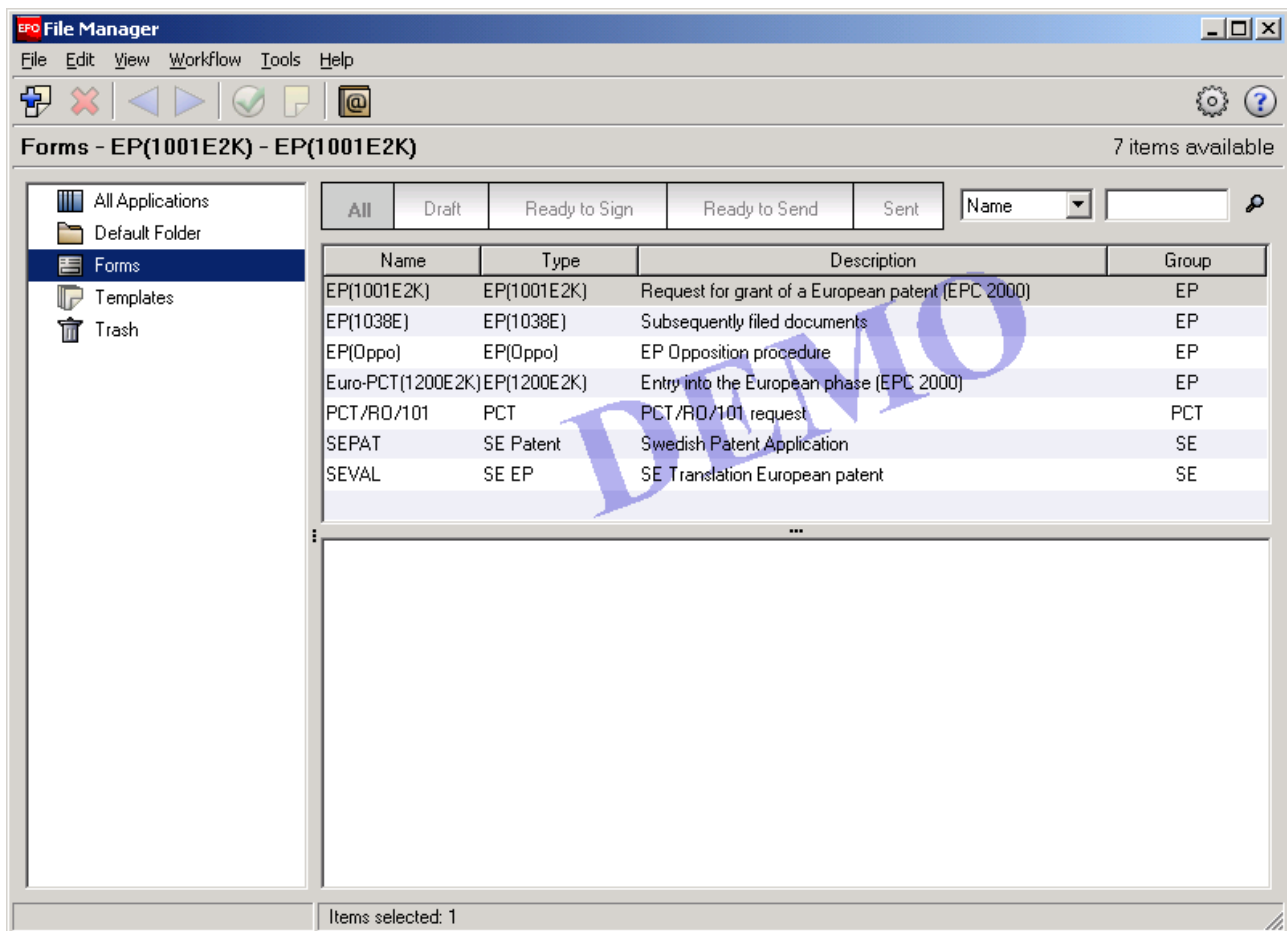 EPO File Manager
File Edit View Workflow Tools Help
Forms - EP(1001E2K) - EP(1001E2K) 7 items available
All Applications
Default Folder
Forms
Templates
Trash
All Draft Ready to Sign Ready to Send Sent Name
Name Type Description Group
EP(1001E2K) EP(1001E2K) Request for grant of a European patent (EPC 2000) EP
EP(1038E) EP(1038E) Subsequently filed documents EP
EP(Oppo) EP(Oppo) EP Opposition procedure EP
Euro-PCT(1200E2K) EP(1200E2K) Entry into the European phase (EPC 2000) EP
PCT/RO/101 PCT PCT/RO/101 request PCT
SEPAT SE Patent Swedish Patent Application SE
SEVAL SE EP SE Translation European patent SE
DEMO
Items selected: 1